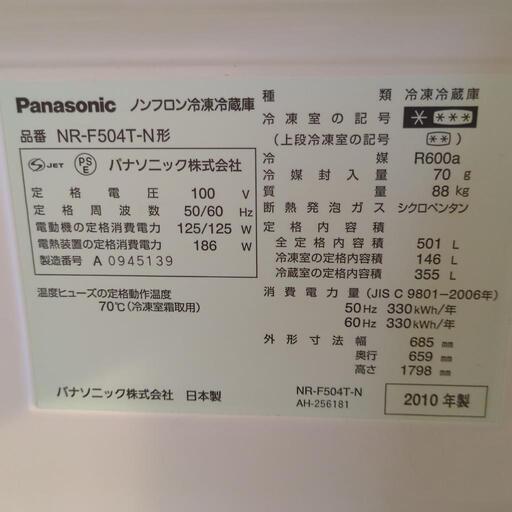 Panasonic ノンフロン冷凍冷蔵庫
品番 NR-F504T-N形
S JET PSE パナソニック株式会社
定格電圧 100 V
定格周波数 50/60 Hz
電動機の定格消費電力 125/125 W
電熱装置の定格消費電力 186 W
製造番号 A 0945139
温度ヒューズの定格動作温度
70℃(冷凍室霜取用)
パナソニック株式会社 日本製
種類 冷凍冷蔵庫
冷凍室の記号 ****
(上段冷凍室の記号 **)
冷媒 R600a
冷媒封入量 70 g
質量 88 kg
断熱発泡ガス シクロペンタン
定格内容積
全定格内容積 501 L
冷凍室の定格内容積 146 L
冷蔵室の定格内容積 355 L
消費電力量(JIS C 9801-2006年)
50Hz 330kWh/年
60Hz 330kWh/年
外形寸法 幅 685 mm
奥行 659 mm
高さ 1798 mm
NR-F504T-N
AH-256181
2010年製